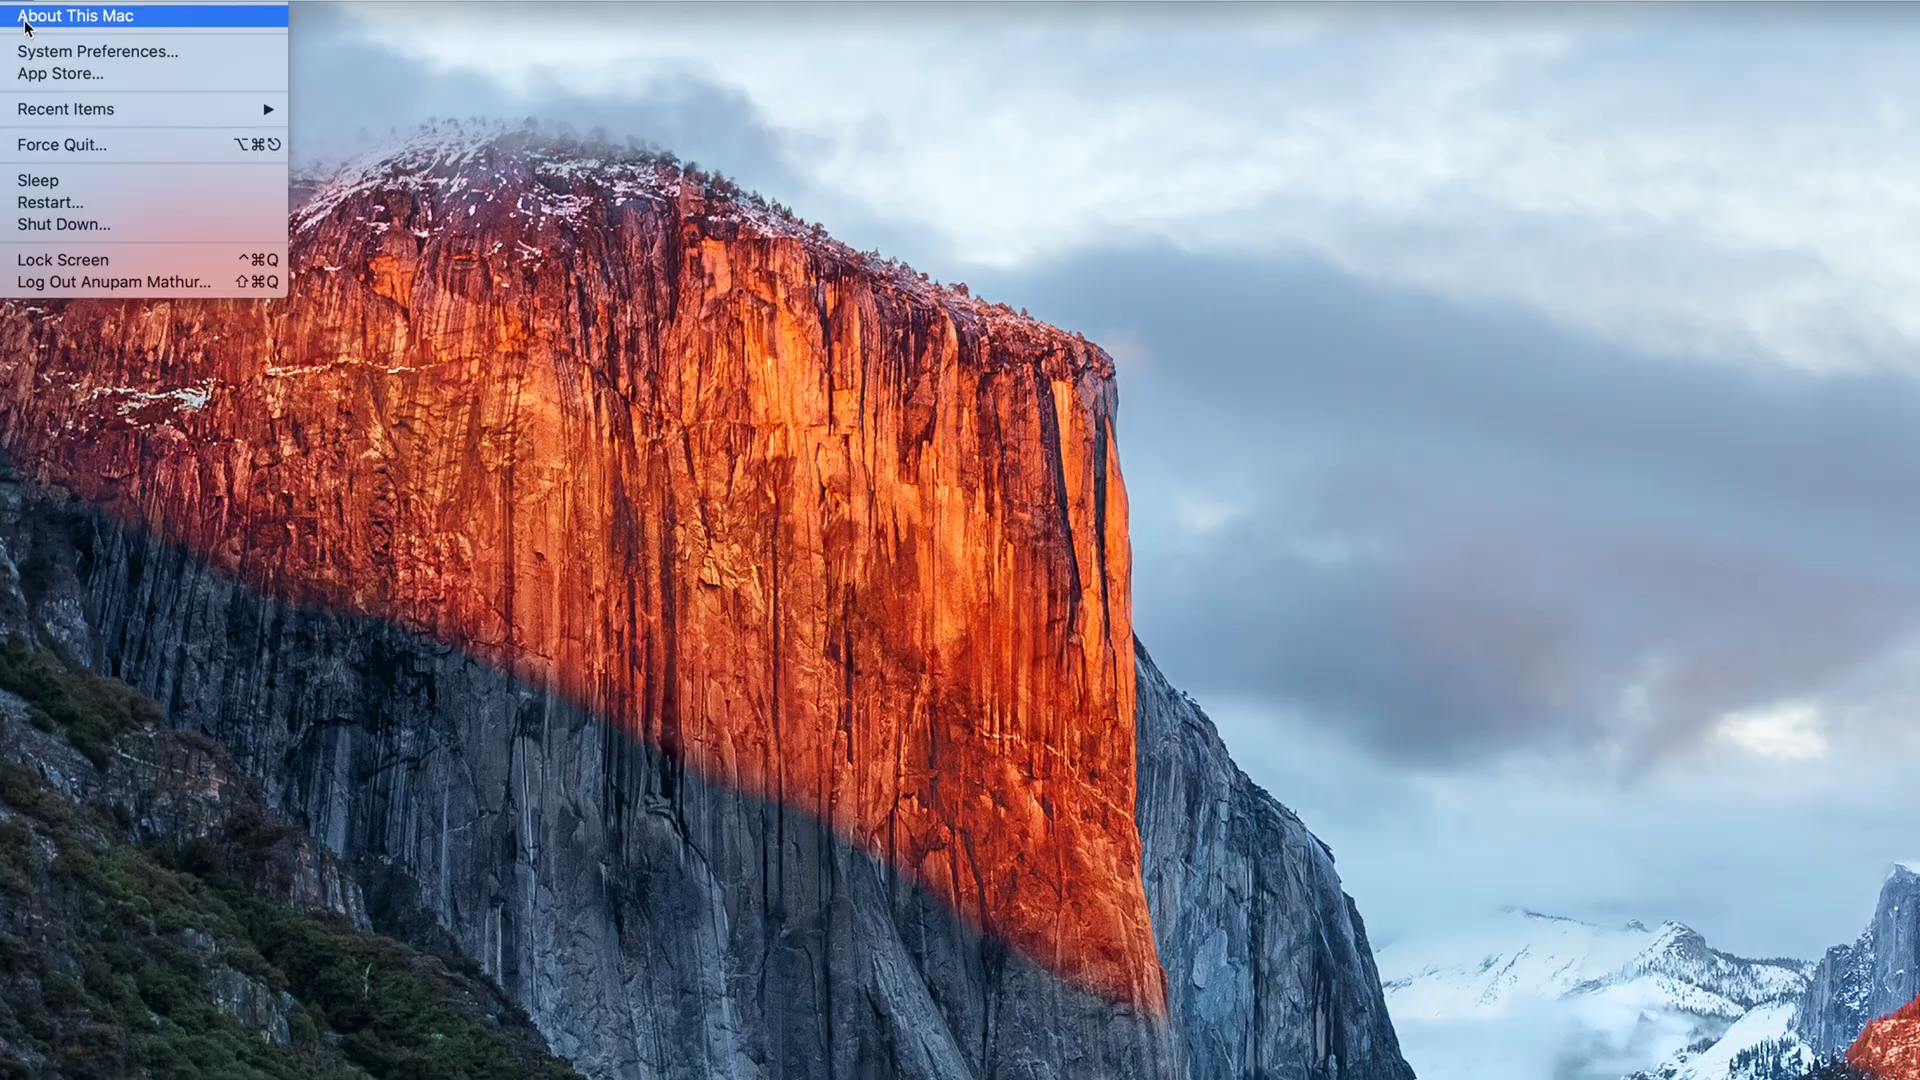 About This Mac
System Preferences...
App Store...
Recent Items ▶
Force Quit... ⌥⌘⎋
Sleep
Restart...
Shut Down...
Lock Screen ^⌘Q
Log Out Anupam Mathur... ⇧⌘Q